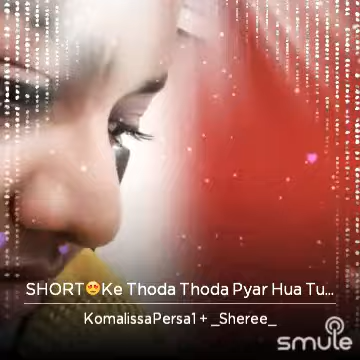 SHORT😍Ke Thoda Thoda Pyar Hua Tu...
KomalissaPersa1 + _Sheree_
smule